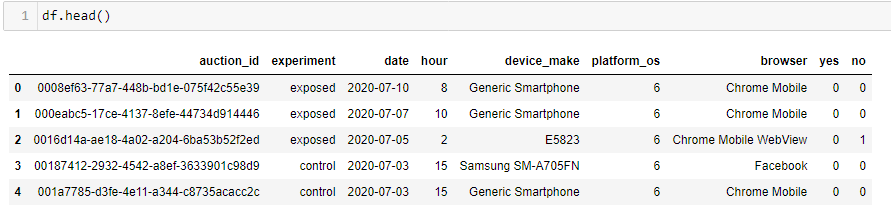 1 df.head()
auction_id experiment date hour device_make platform_os browser yes no
0 0008ef63-77a7-448b-bd1e-075f42c55e39 exposed 2020-07-10 8 Generic Smartphone 6 Chrome Mobile 0 0
1 000eabc5-17ce-4137-8efe-44734d914446 exposed 2020-07-07 10 Generic Smartphone 6 Chrome Mobile 0 0
2 0016d14a-ae18-4a02-a204-6ba53b52f2ed exposed 2020-07-05 2 E5823 6 Chrome Mobile WebView 0 1
3 00187412-2932-4542-a8ef-3633901c98d9 control 2020-07-03 15 Samsung SM-A705FN 6 Facebook 0 0
4 001a7785-d3fe-4e11-a344-c8735acacc2c control 2020-07-03 15 Generic Smartphone 6 Chrome Mobile 0 0